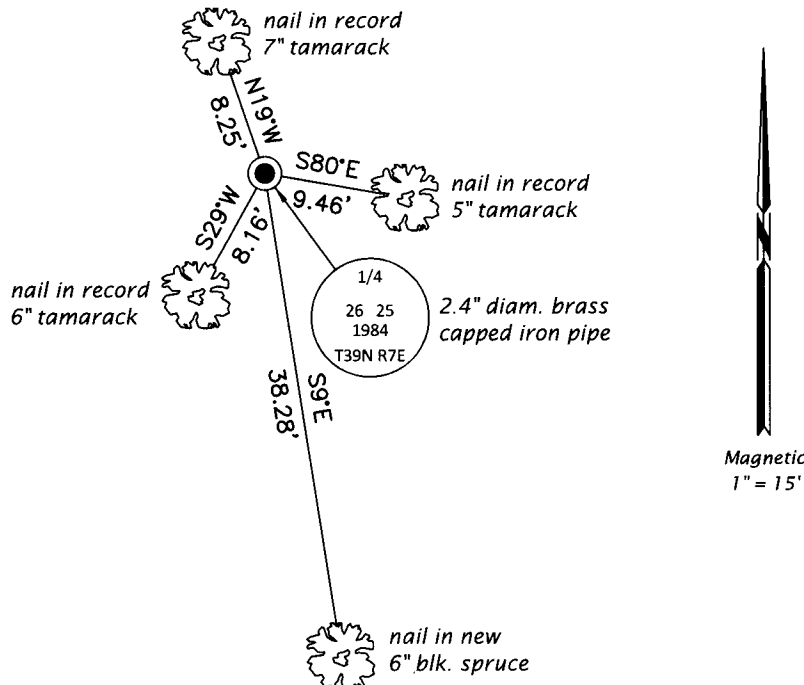 nail in record
7" tamarack
N19°W
8.25'
S80°E
9.46'
nail in record
5" tamarack
S29°W
8.16'
nail in record
6" tamarack
1/4
26 25
1984
T39N R7E
2.4" diam. brass
capped iron pipe
S9°E
38.28'
nail in new
6" blk. spruce
N
Magnetic
1" = 15'